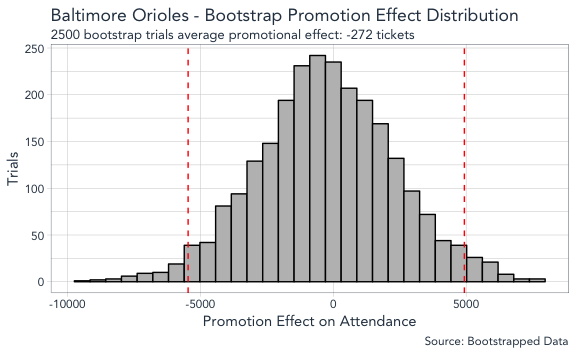 Baltimore Orioles - Bootstrap Promotion Effect Distribution
2500 bootstrap trials average promotional effect: -272 tickets
250
200
150
100
50
0
Trials
-10000 -5000 0 5000
Promotion Effect on Attendance
Source: Bootstrapped Data